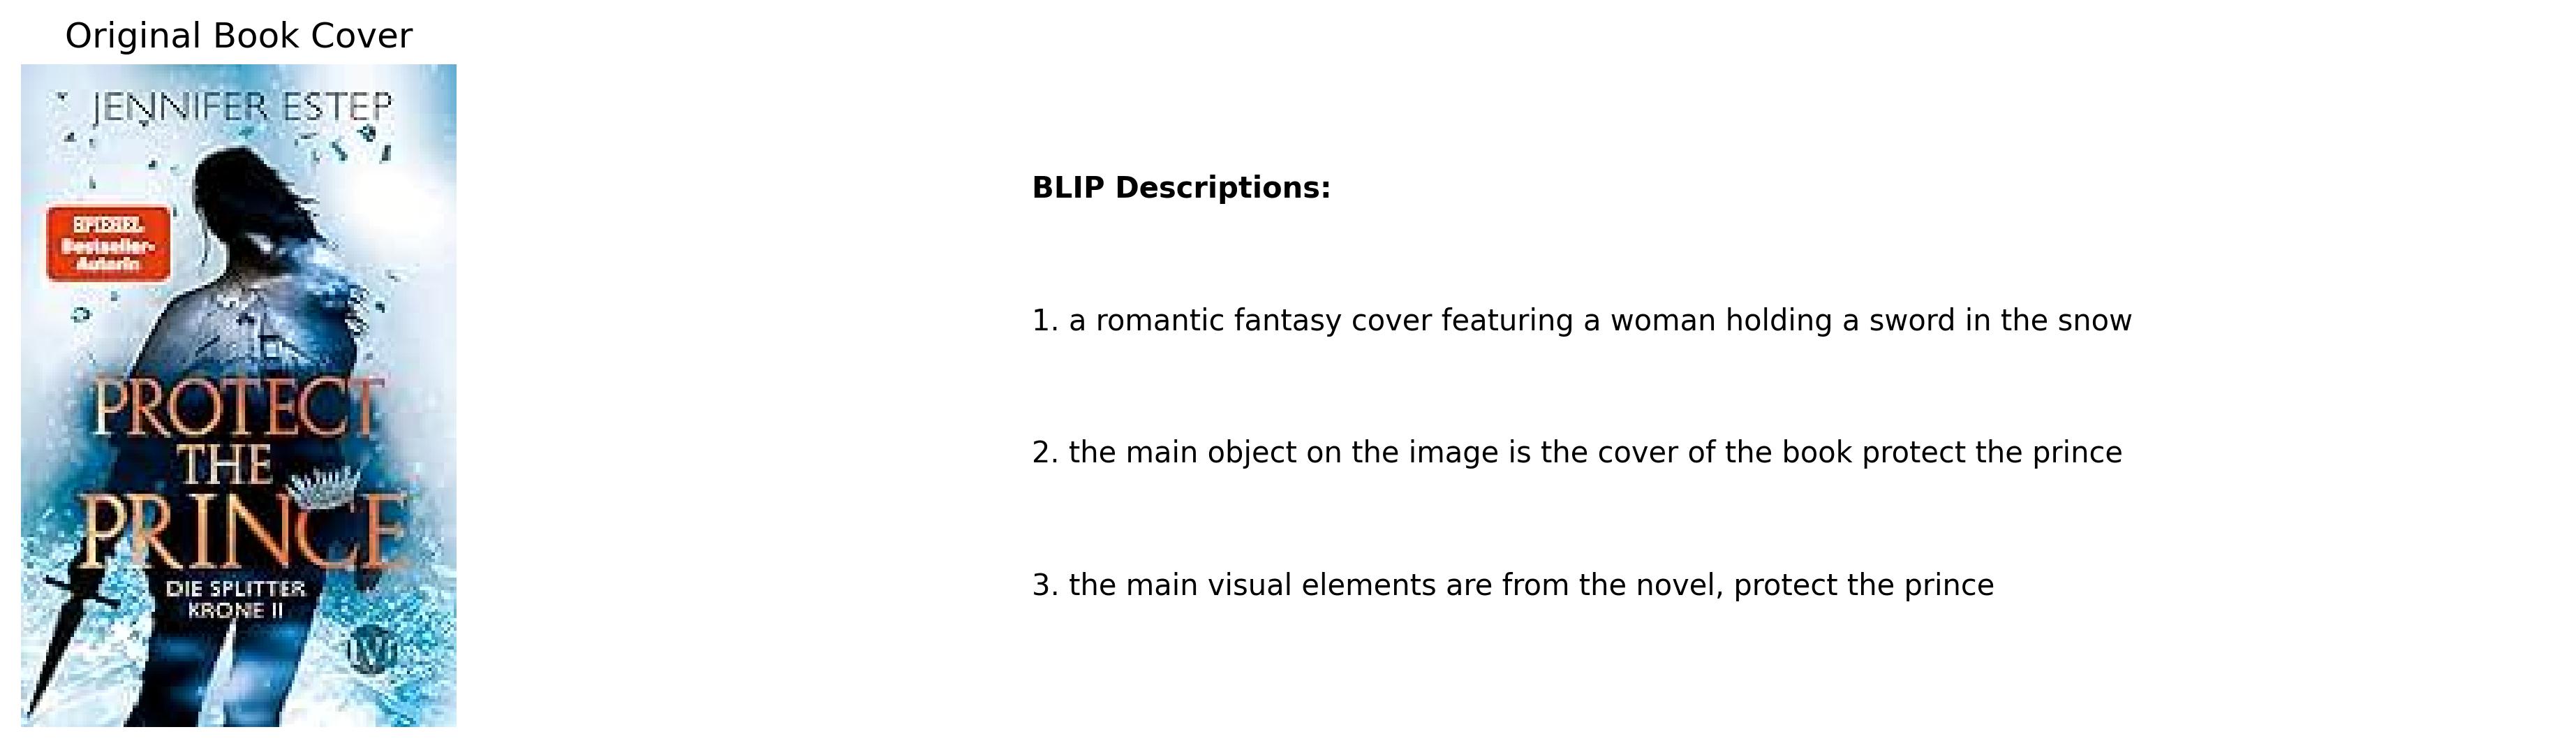 Original Book Cover
JENNIFER ESTEP
SPIEGEL
Bestseller-
Autorin
PROTECT
THE
PRINCE
DIE SPLITTER
KRONE II
BLIP Descriptions:
1. a romantic fantasy cover featuring a woman holding a sword in the snow
2. the main object on the image is the cover of the book protect the prince
3. the main visual elements are from the novel, protect the prince